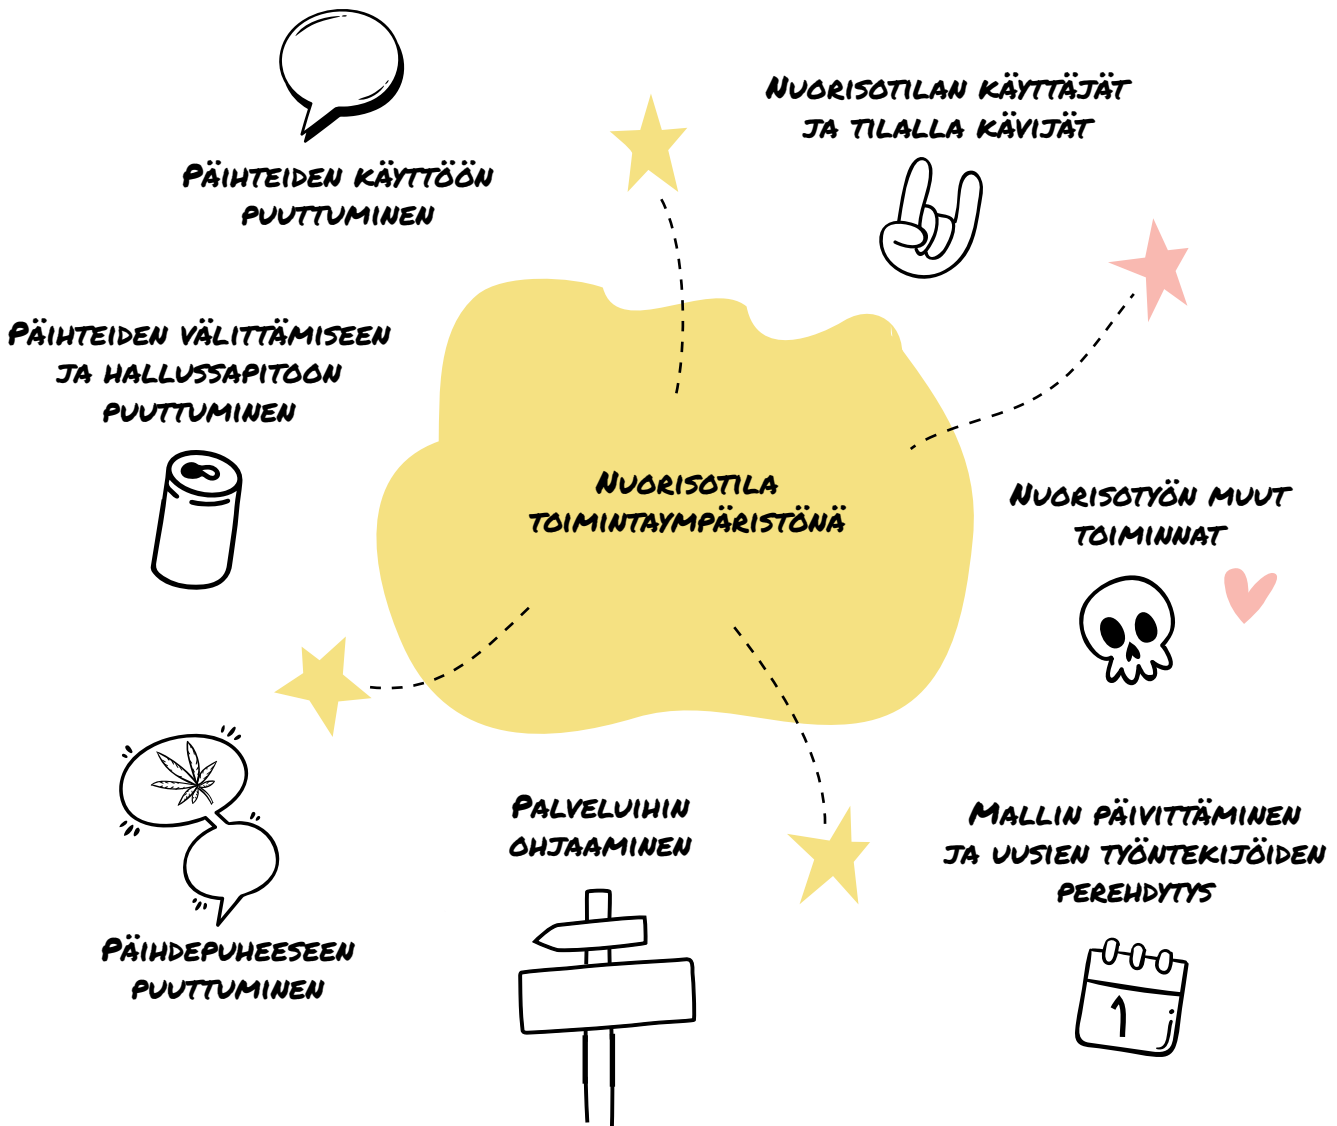 Päihteiden käyttöön
puuttuminen
Nuorisotilan käyttäjät
ja tilalla kävijät
Päihteiden välittämiseen
ja hallussapitoon
puuttuminen
Nuorisotila
toimintaympäristönä
Nuorisotyön muut
toiminnat
Päihdepuheeseen
puuttuminen
Palveluihin
ohjaaminen
Mallin päivittäminen
ja uusien työntekijöiden
perehdytys
1